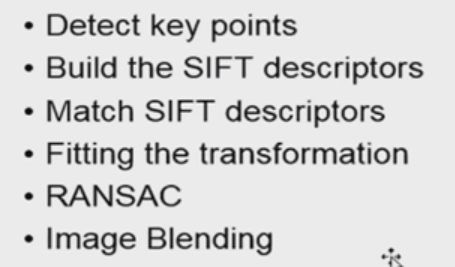 • Detect key points
• Build the SIFT descriptors
• Match SIFT descriptors
• Fitting the transformation
• RANSAC
• Image Blending